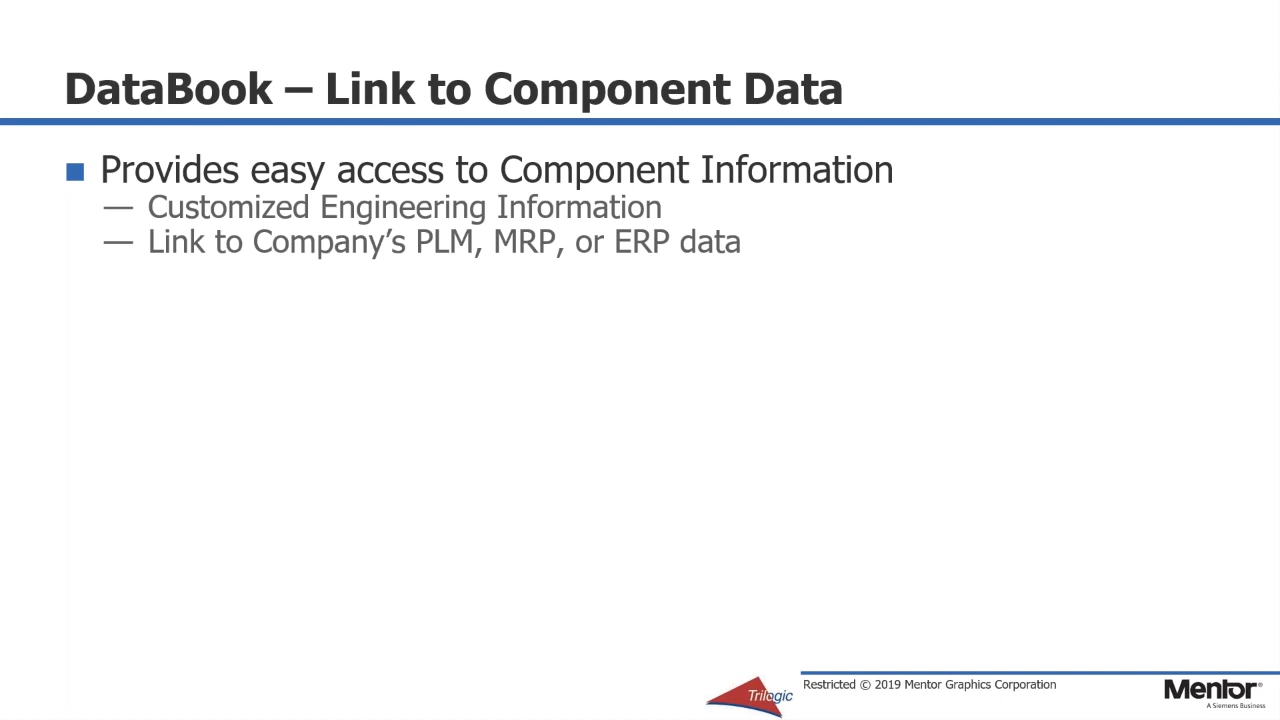 DataBook – Link to Component Data
Provides easy access to Component Information
— Customized Engineering Information
— Link to Company’s PLM, MRP, or ERP data
Trilogic
Restricted © 2019 Mentor Graphics Corporation
Mentor®
A Siemens Business